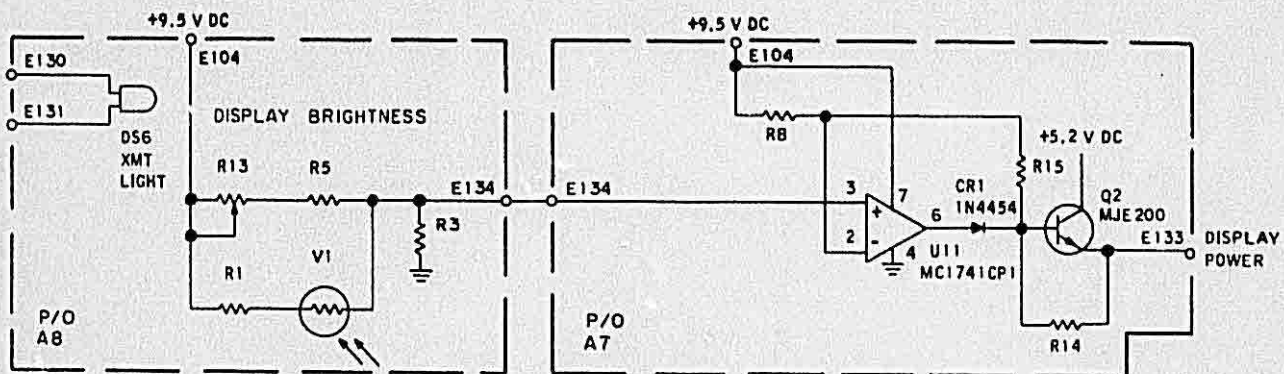 +9.5 V DC
E104
E130
E131
DS6
XMT
LIGHT
DISPLAY BRIGHTNESS
R13
R5
R1
V1
R3
E134
P/O
A8
+9.5 V DC
E104
R8
E134
3
+
2
-
7
6
4
U11
MC1741CP1
CR1
1N4454
R15
+5.2 V DC
Q2
MJE200
E133
DISPLAY
POWER
R14
P/O
A7